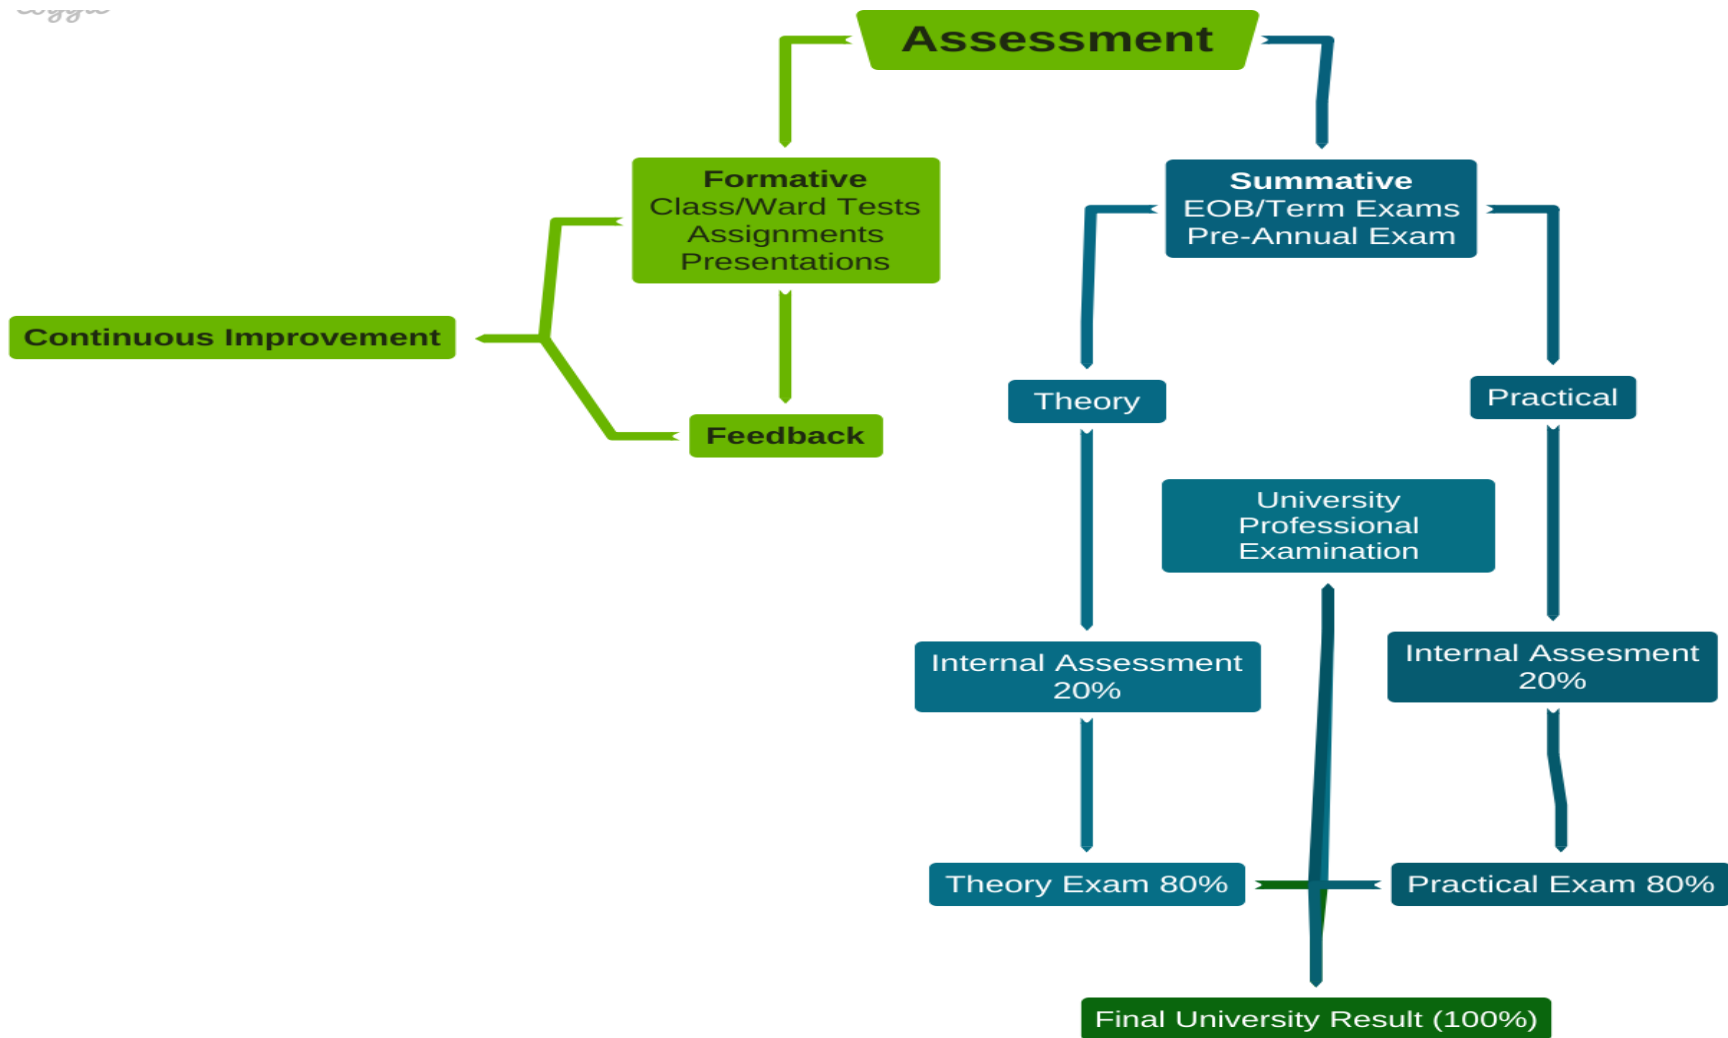 Assessment
Formative
Class/Ward Tests
Assignments
Presentations
Summative
EOB/Term Exams
Pre-Annual Exam
Continuous Improvement
Feedback
Theory
Practical
University
Professional
Examination
Internal Assessment
20%
Internal Assesment
20%
Theory Exam 80%
Practical Exam 80%
Final University Result (100%)